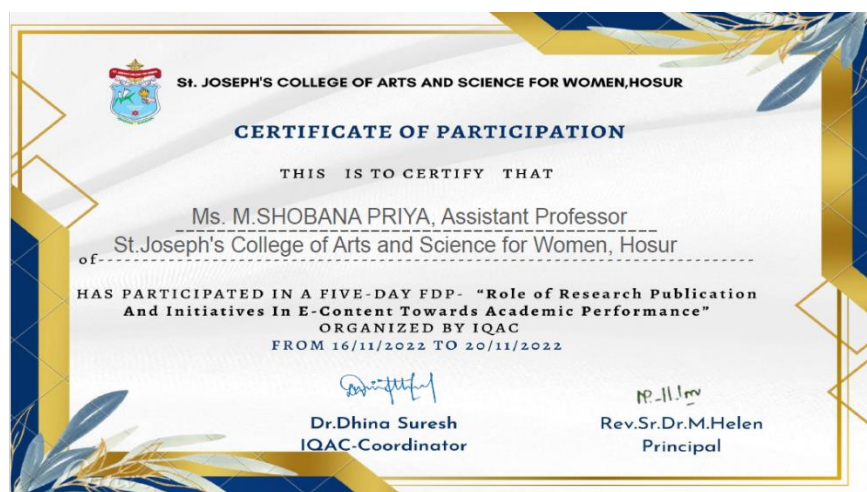 St. JOSEPH'S COLLEGE OF ARTS AND SCIENCE FOR WOMEN,HOSUR
CERTIFICATE OF PARTICIPATION
THIS IS TO CERTIFY THAT
Ms. M.SHOBANA PRIYA, Assistant Professor
of St.Joseph's College of Arts and Science for Women, Hosur
HAS PARTICIPATED IN A FIVE-DAY FDP- “Role of Research Publication
And Initiatives In E-Content Towards Academic Performance”
ORGANIZED BY IQAC
FROM 16/11/2022 TO 20/11/2022
Dr.Dhina Suresh
IQAC-Coordinator
Rev.Sr.Dr.M.Helen
Principal